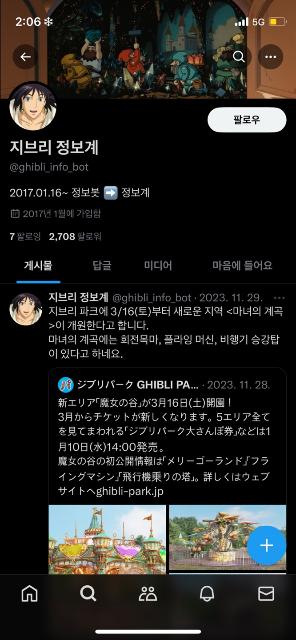 2:06
5G
팔로우
지브리 정보계
@ghibli_info_bot
2017.01.16~ 정보봇 ➡️ 정보계
2017년 1월에 가입함
7 팔로잉 2,708 팔로워
게시물 답글 미디어 마음에 들어요
지브리 정보계 @ghibli_info_bot · 2023. 11. 29.
지브리 파크에 3/16(토)부터 새로운 지역 <마녀의 계곡
>이 개원한다고 합니다.
마녀의 계곡에는 회전목마, 플라잉 머신, 비행기 승강탑
이 있다고 하네요.
ジブリパーク GHIBLI PA... · 2023. 11. 28.
新エリア「魔女の谷」が3月16日(土)開園！
3月からチケットが新しくなります。5エリア全て
を見てまわれる「ジブリパーク大さんぽ券」などは1
月10日(水)14:00発売。
魔女の谷の初公開情報は「メリーゴーランド」「フラ
イングマシン」「飛行機乗りの塔」。詳しくはウェブ
サイトへghibli-park.jp